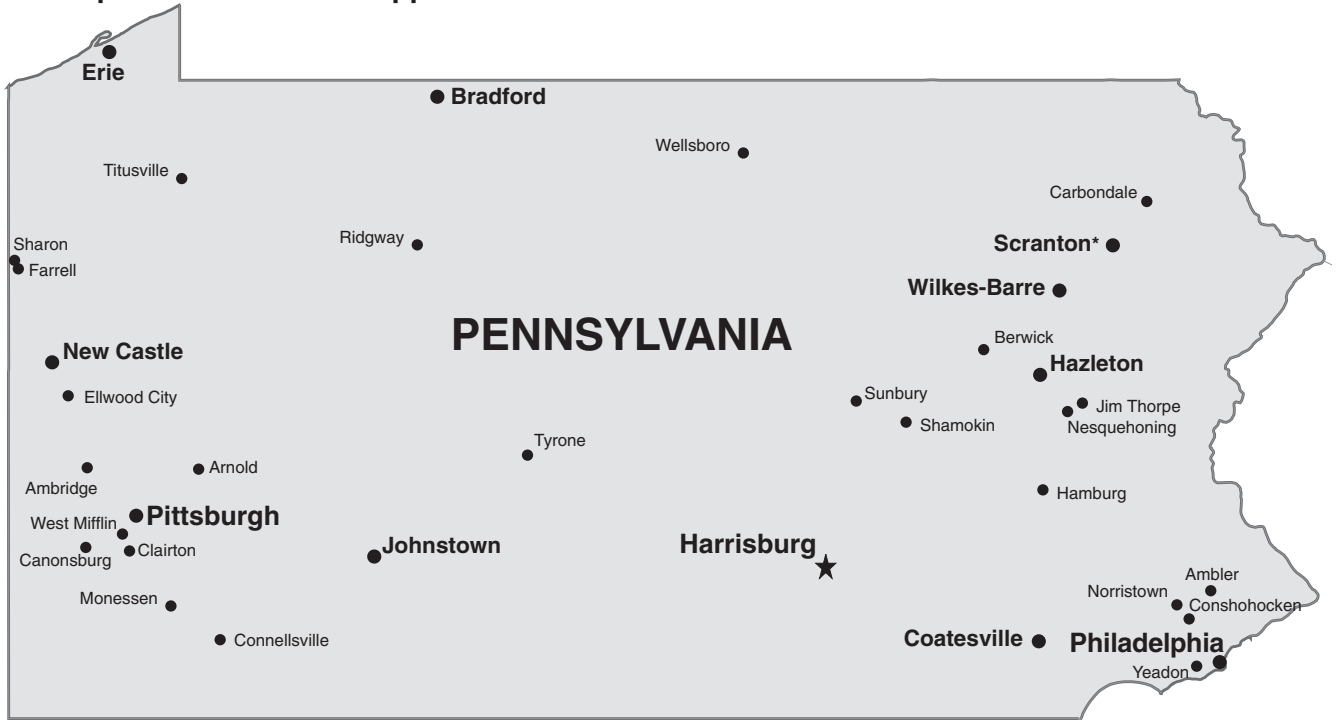 Erie
Bradford
Wellsboro
Titusville
Carbondale
Ridgway
Scranton*
Sharon
Farrell
Wilkes-Barre
PENNSYLVANIA
Berwick
New Castle
Hazleton
Ellwood City
Sunbury
Jim Thorpe
Shamokin
Nesquehoning
Tyrone
Arnold
Ambridge
Hamburg
Pittsburgh
West Mifflin
Johnstown
Harrisburg
Clairton
Canonsburg
Ambler
Norristown
Monessen
Conshohocken
Connellsville
Coatesville
Philadelphia
Yeadon